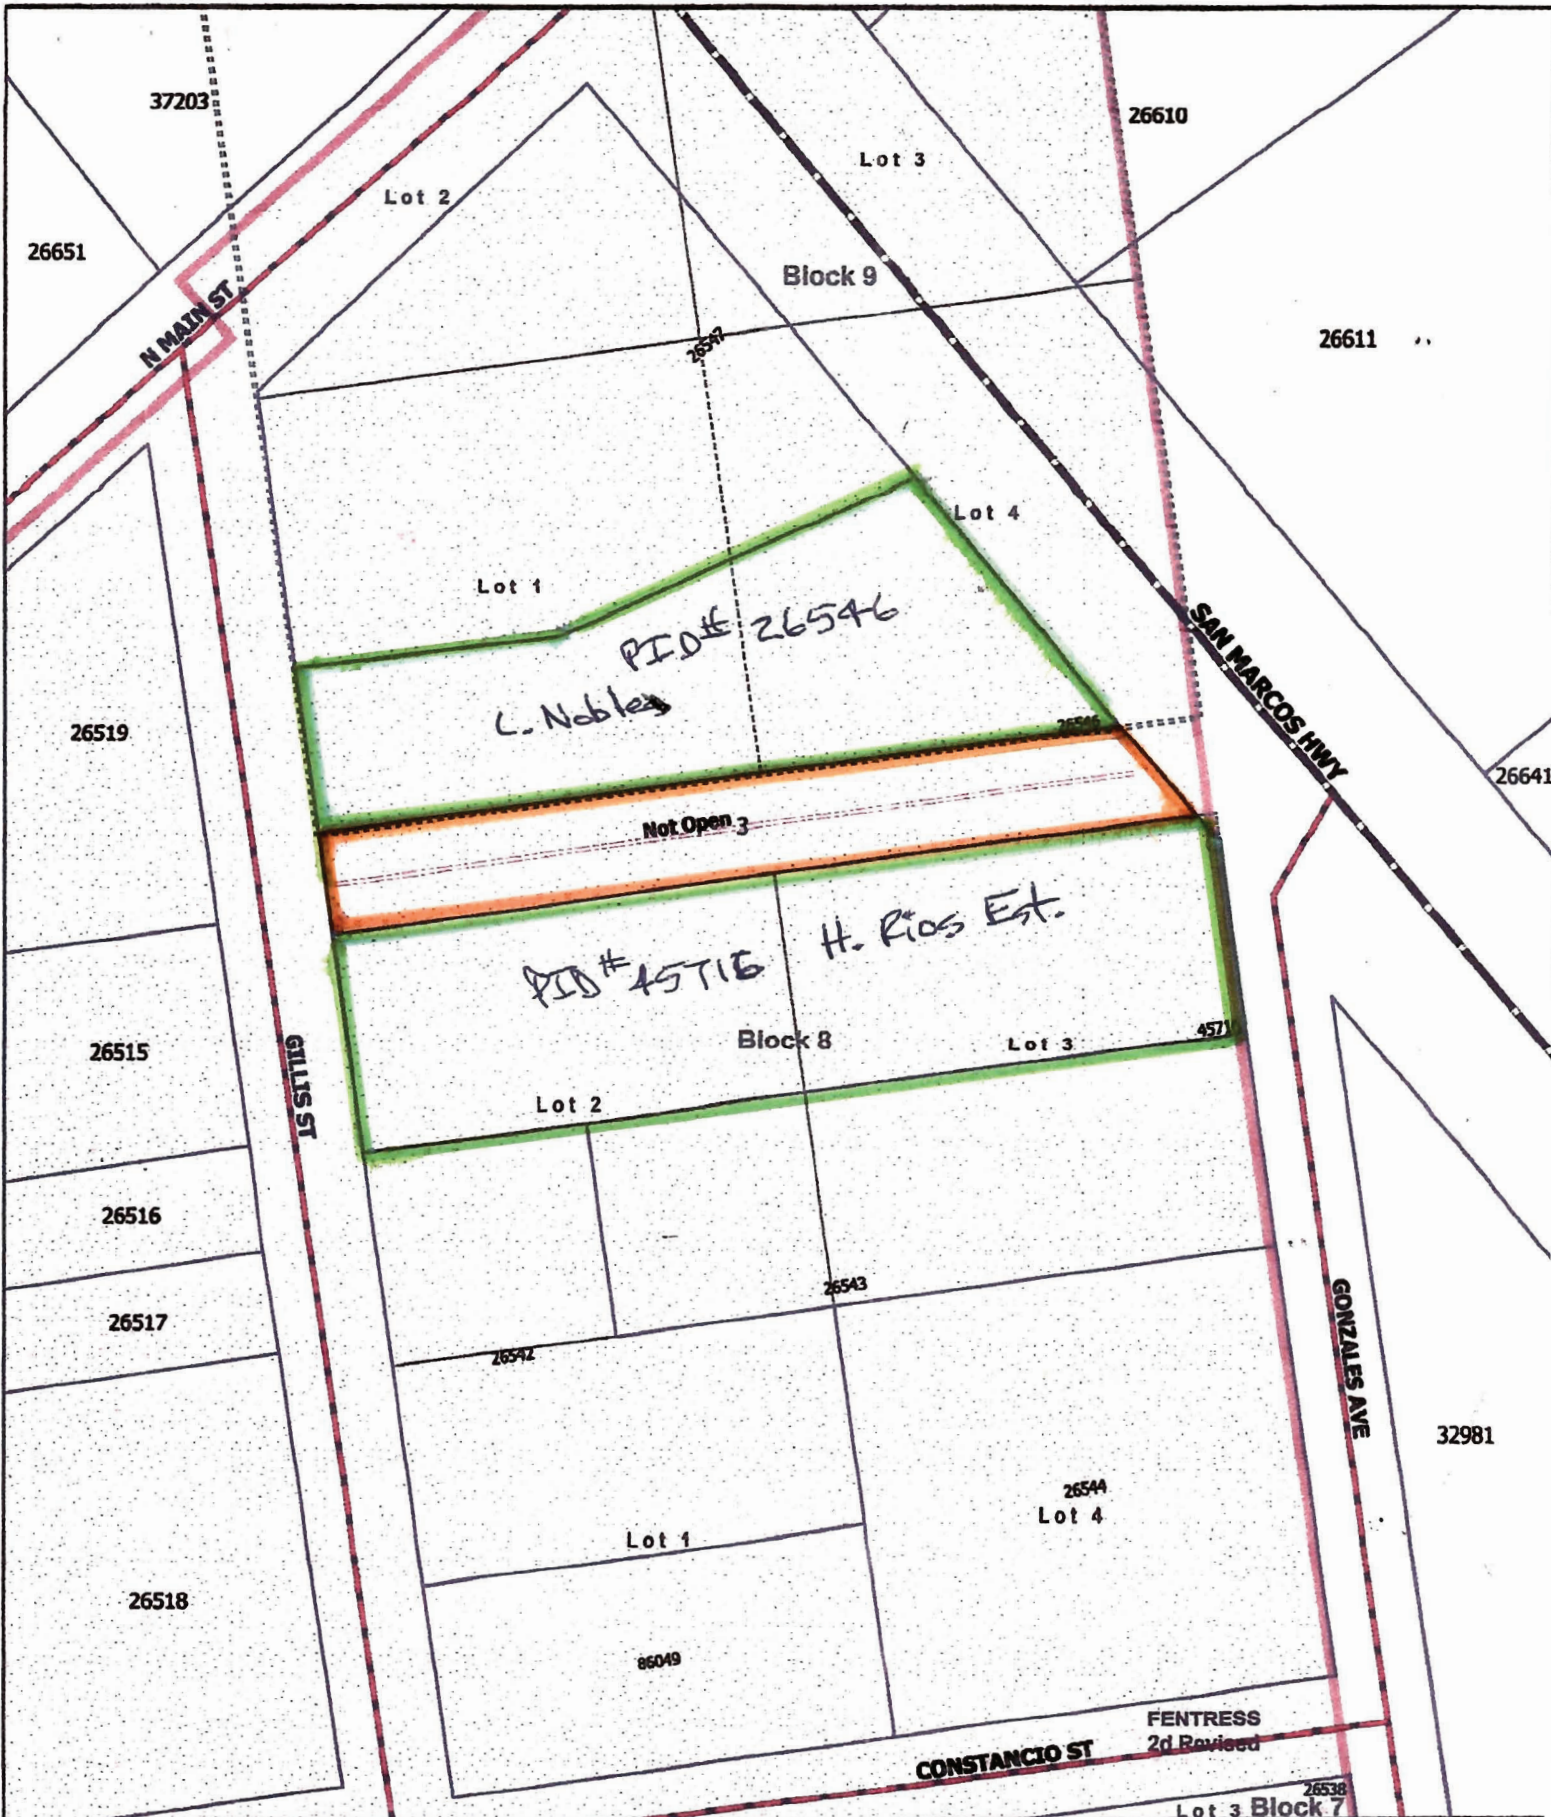 37203
26610
Lot 3
Lot 2
26651
Block 9
N MAIN ST
26547
26611
Lot 4
Lot 1
PID# 26546
L. Nobles
SAN MARCOS HWY
26519
26546
26641
Not Open 3
H. Rios Est.
PID# 45716
Block 8
Lot 3
4571
26515
GILLIS ST
Lot 2
26516
26543
26517
26542
GONZALES AVE
32981
26544
Lot 4
Lot 1
26518
86049
FENTRESS
2d Revised
CONSTANCIO ST
26538
Lot 3 Block 7